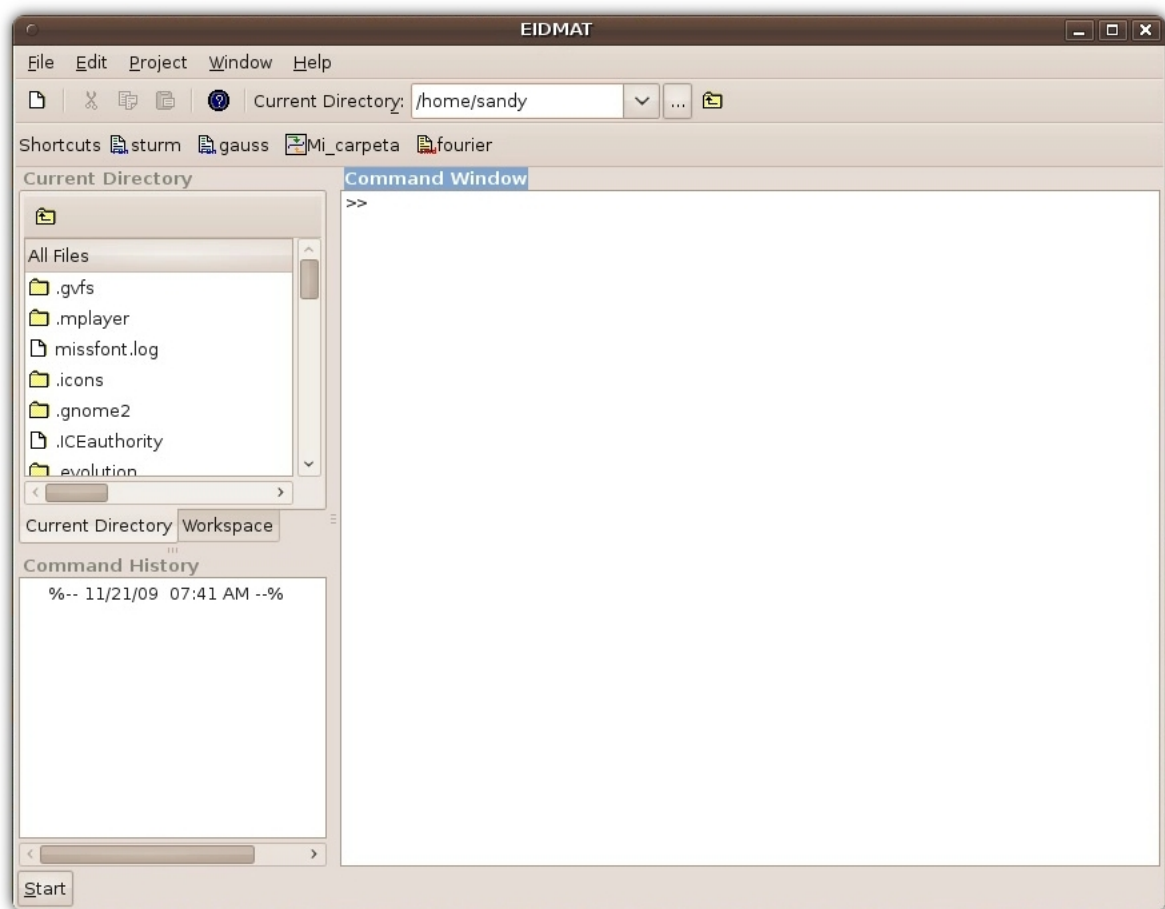 EIDMAT
File Edit Project Window Help
Current Directory: /home/sandy ...
Shortcuts sturm gauss Mi_carpeta fourier
Current Directory
All Files
.gvfs
.mplayer
missfont.log
.icons
.gnome2
.ICEauthority
.evolution
Current Directory Workspace
Command History
%-- 11/21/09 07:41 AM --%
Command Window
>>
Start